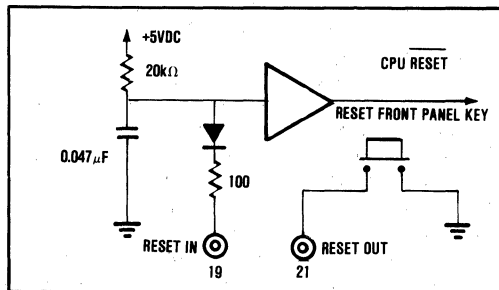 +5VDC
20kΩ
CPU RESET
RESET FRONT PANEL KEY
0.047μF
100
RESET IN
RESET OUT
19
21